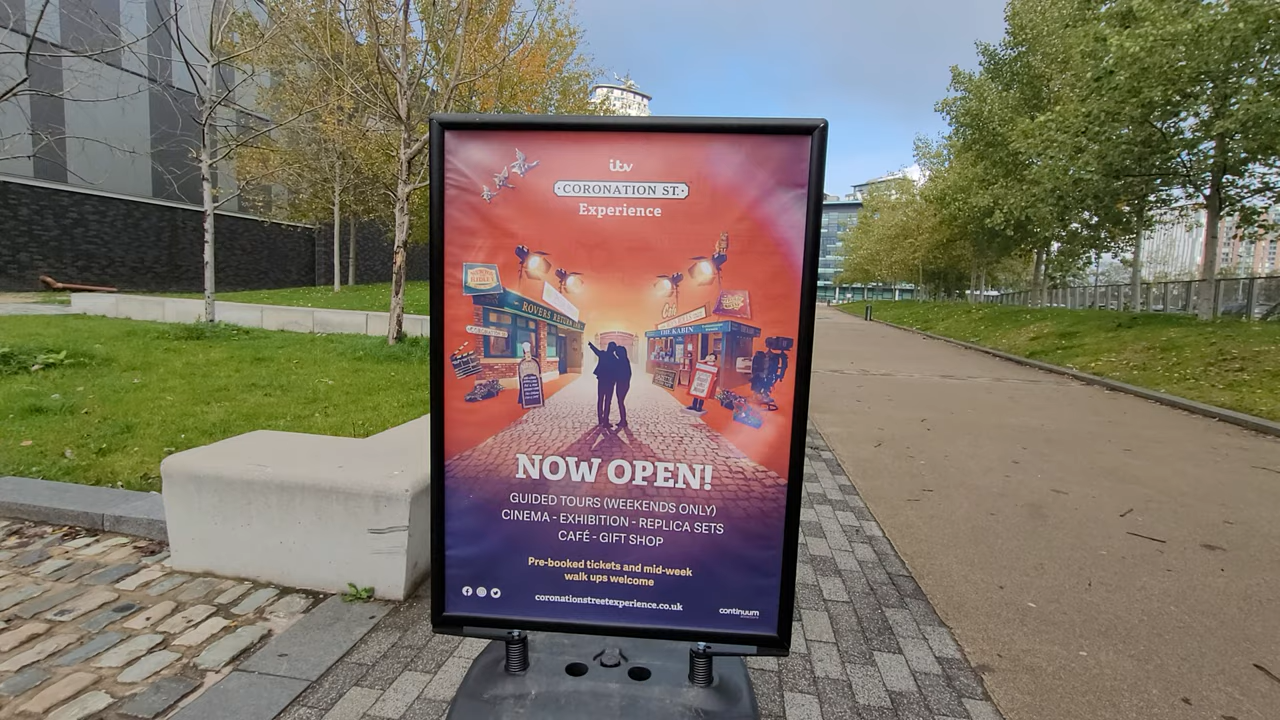 itv
CORONATION ST.
Experience
ROVERS RETURN INN
THE KABIN
NOW OPEN!
GUIDED TOURS (WEEKENDS ONLY)
CINEMA - EXHIBITION - REPLICA SETS
CAFÉ - GIFT SHOP
Pre-booked tickets and mid-week
walk ups welcome
coronationstreetexperience.co.uk
continuum